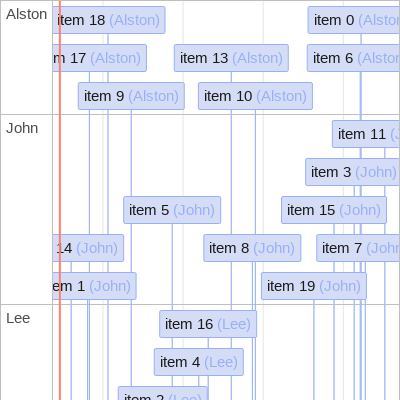 Alston
item 18 (Alston)
item 0 (Alston
m 17 (Alston)
item 13 (Alston)
item 6 (Alston
item 9 (Alston)
item 10 (Alston)
John
item 11 (J
item 3 (John)
item 5 (John)
item 15 (John)
14 (John)
item 8 (John)
item 7 (John
em 1 (John)
item 19 (John)
Lee
item 16 (Lee)
item 4 (Lee)
item 2 (Lee)